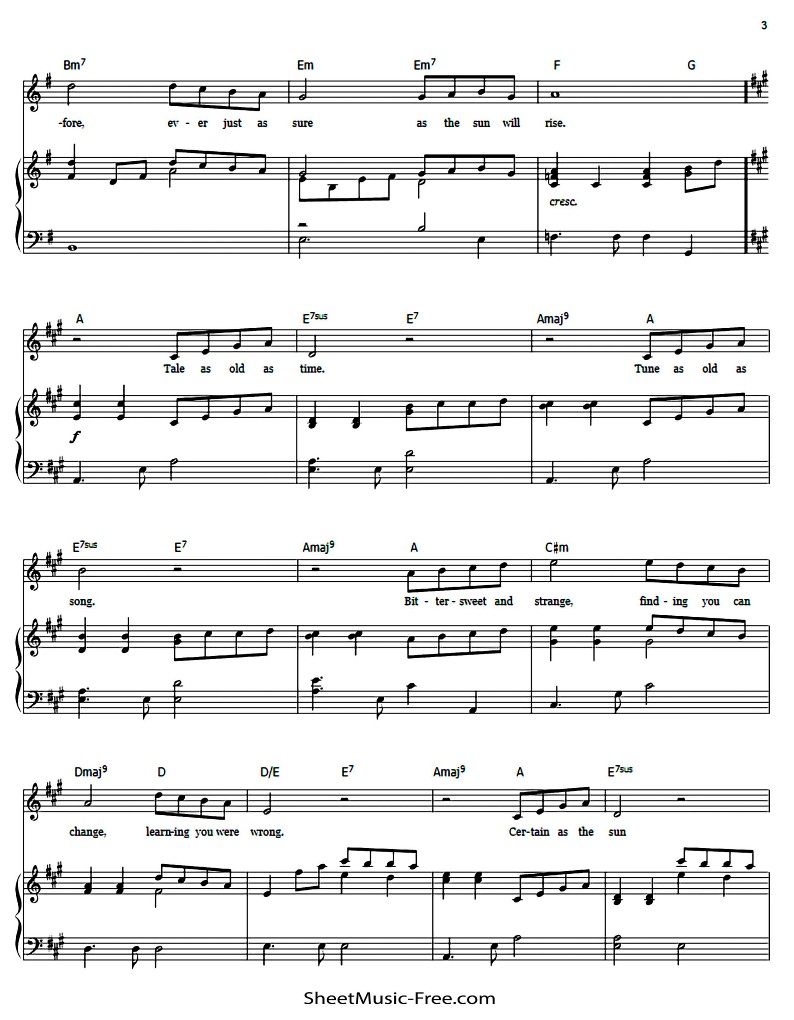 3
Bm7 Em Em7 F G
-fore, ev - er just as sure as the sun will rise.
cresc.
A E7sus E7 Amaj9 A
Tale as old as time. Tune as old as
f
E7sus E7 Amaj9 A C#m
song. Bit - ter - sweet and strange, find - ing you can
Dmaj9 D D/E E7 Amaj9 A E7sus
change, learn-ing you were wrong. Cer-tain as the sun
SheetMusic-Free.com